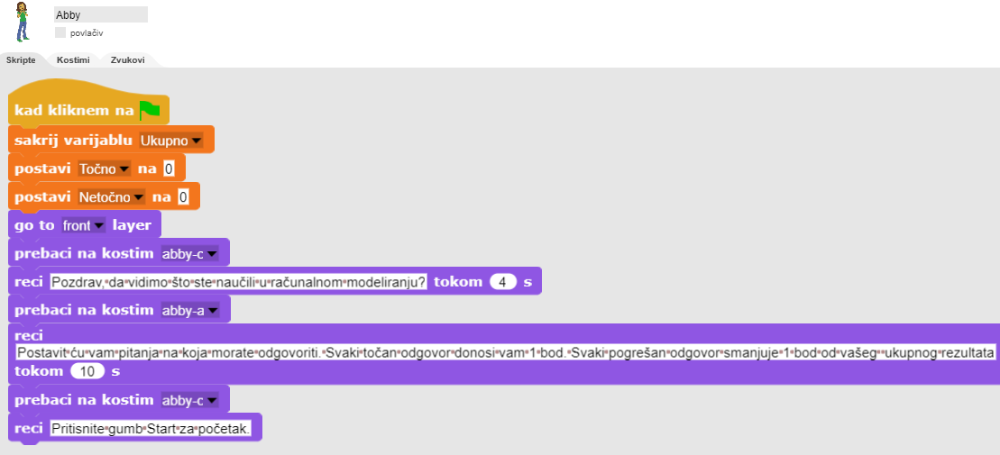 Abby
povlačiv
Skripte Kostimi Zvukovi
kad kliknem na
sakrij varijablu Ukupno
postavi Točno na 0
postavi Netočno na 0
go to front layer
prebaci na kostim abby-c
reci Pozdrav, da vidimo što ste naučili u računalnom modeliranju? tokom 4 s
prebaci na kostim abby-a
reci
Postavit ću vam pitanja na koja morate odgovoriti. Svaki točan odgovor donosi vam 1 bod. Svaki pogrešan odgovor smanjuje 1 bod od vašeg  ukupnog rezultata
tokom 10 s
prebaci na kostim abby-c
reci Pritisnite gumb Start za početak.